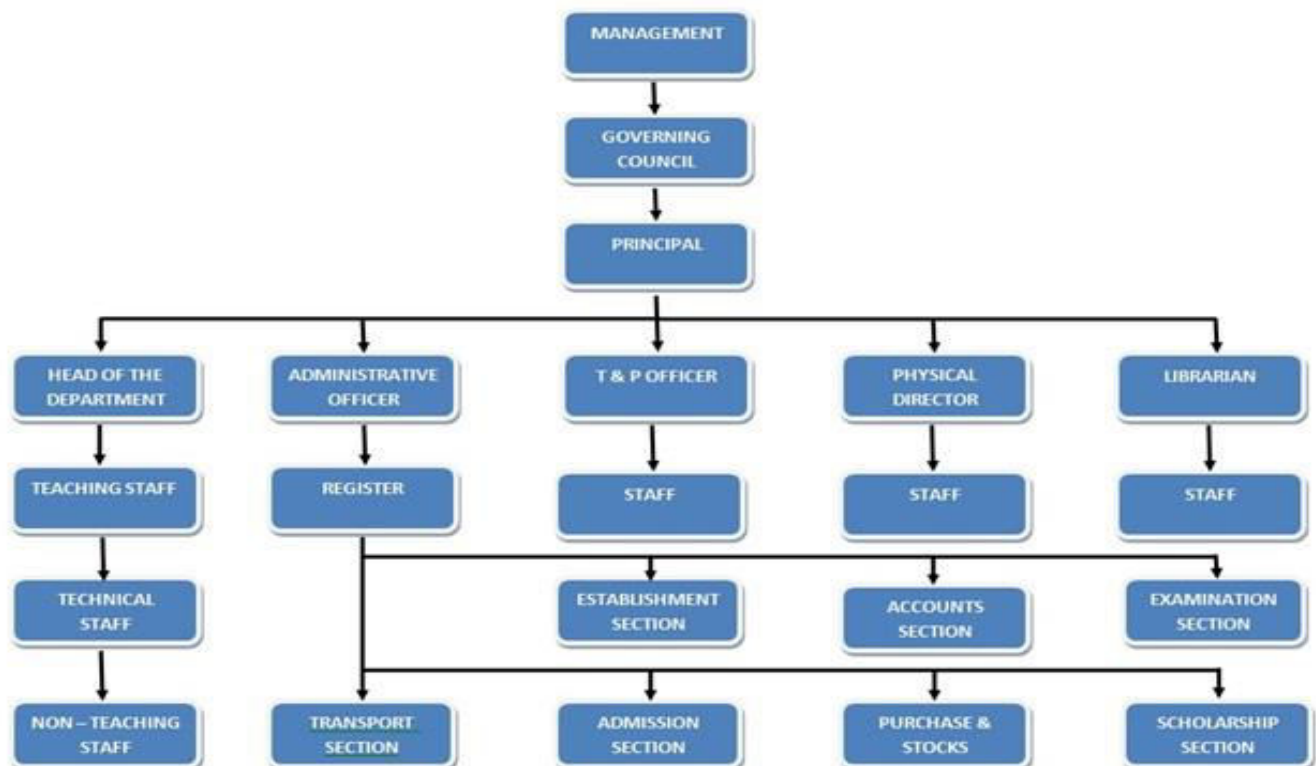 MANAGEMENT
GOVERNING
COUNCIL
PRINCIPAL
HEAD OF THE
DEPARTMENT
ADMINISTRATIVE
OFFICER
T & P OFFICER
PHYSICAL
DIRECTOR
LIBRARIAN
TEACHING STAFF
REGISTER
STAFF
STAFF
STAFF
TECHNICAL
STAFF
ESTABLISHMENT
SECTION
ACCOUNTS
SECTION
EXAMINATION
SECTION
NON – TEACHING
STAFF
TRANSPORT
SECTION
ADMISSION
SECTION
PURCHASE &
STOCKS
SCHOLARSHIP
SECTION